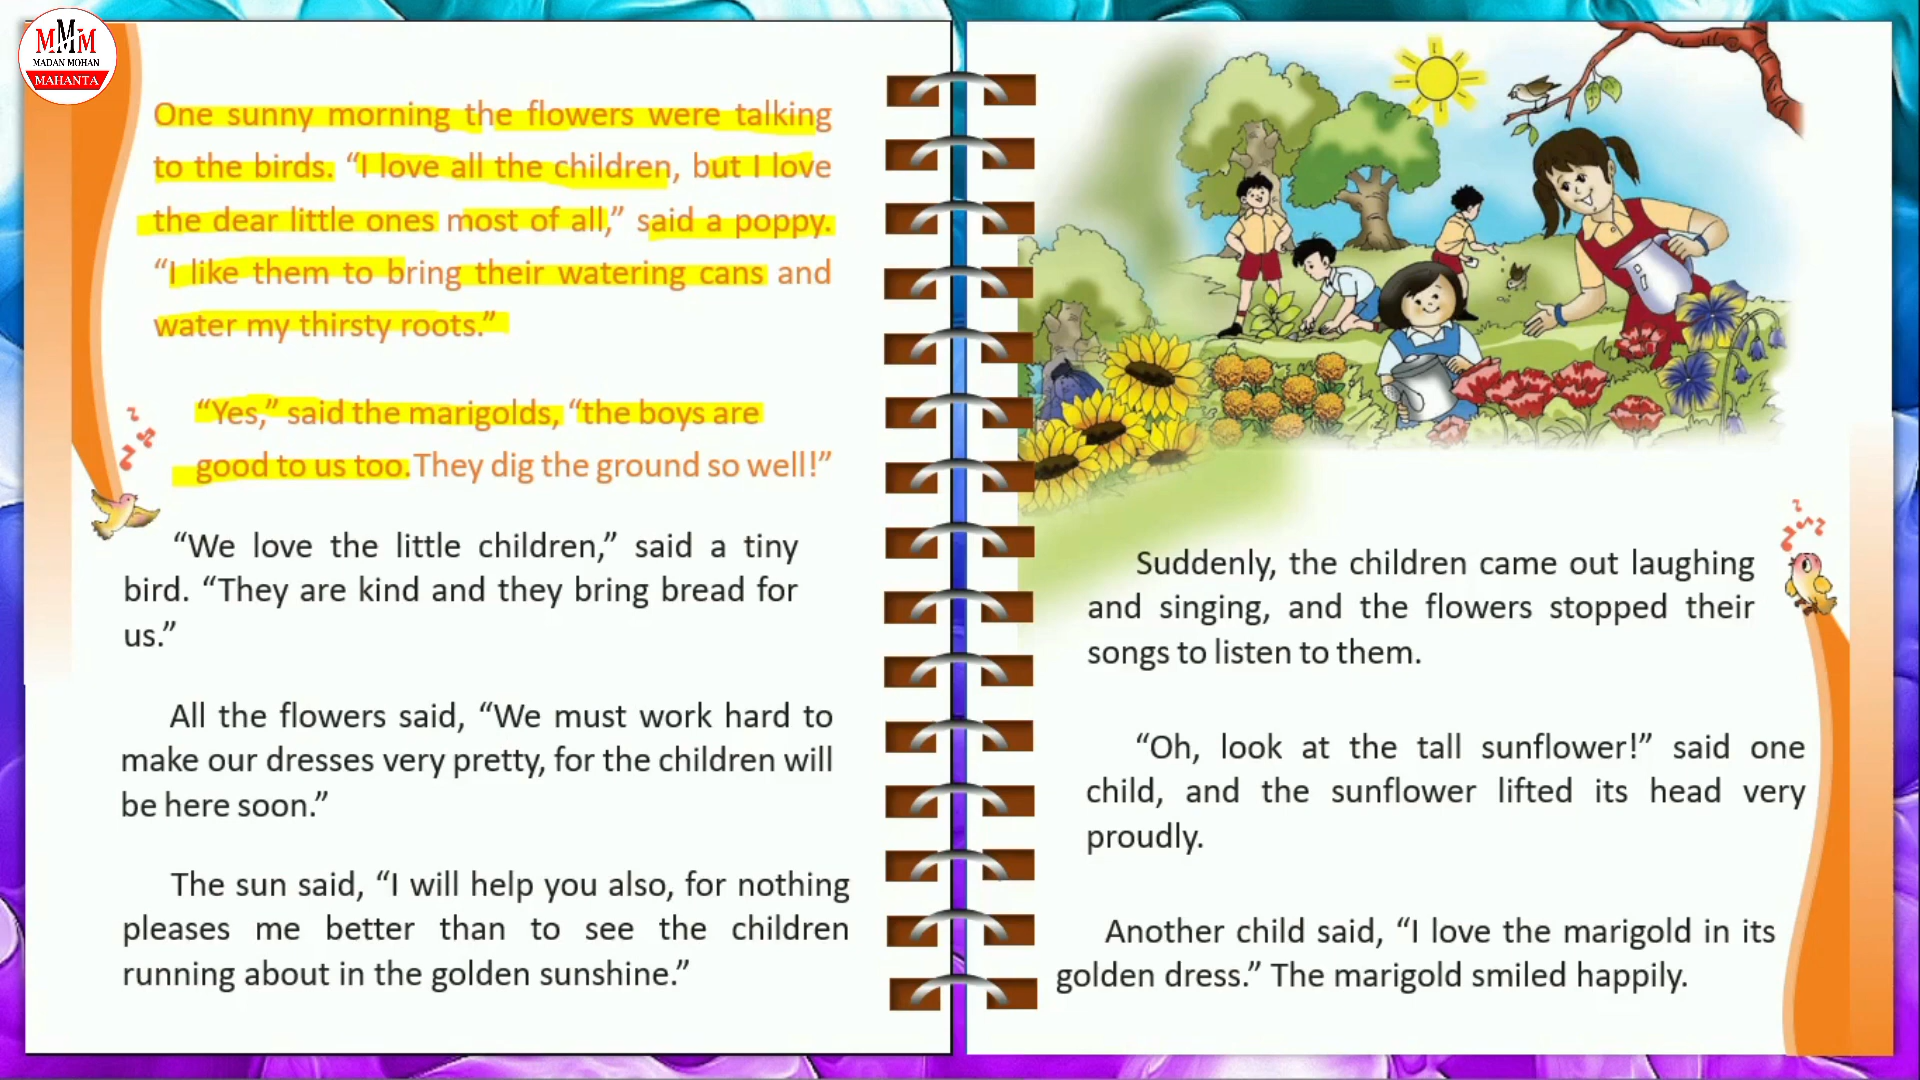 MMM
MADAN MOHAN
MAHANTA
One sunny morning the flowers were talking
to the birds. “I love all the children, but I love
the dear little ones most of all,” said a poppy.
“I like them to bring their watering cans and
water my thirsty roots.”
“Yes,” said the marigolds, “the boys are
good to us too. They dig the ground so well!”
“We love the little children,” said a tiny
bird. “They are kind and they bring bread for
us.”
All the flowers said, “We must work hard to
make our dresses very pretty, for the children will
be here soon.”
The sun said, “I will help you also, for nothing
pleases me better than to see the children
running about in the golden sunshine.”
Suddenly, the children came out laughing
and singing, and the flowers stopped their
songs to listen to them.
“Oh, look at the tall sunflower!” said one
child, and the sunflower lifted its head very
proudly.
Another child said, “I love the marigold in its
golden dress.” The marigold smiled happily.